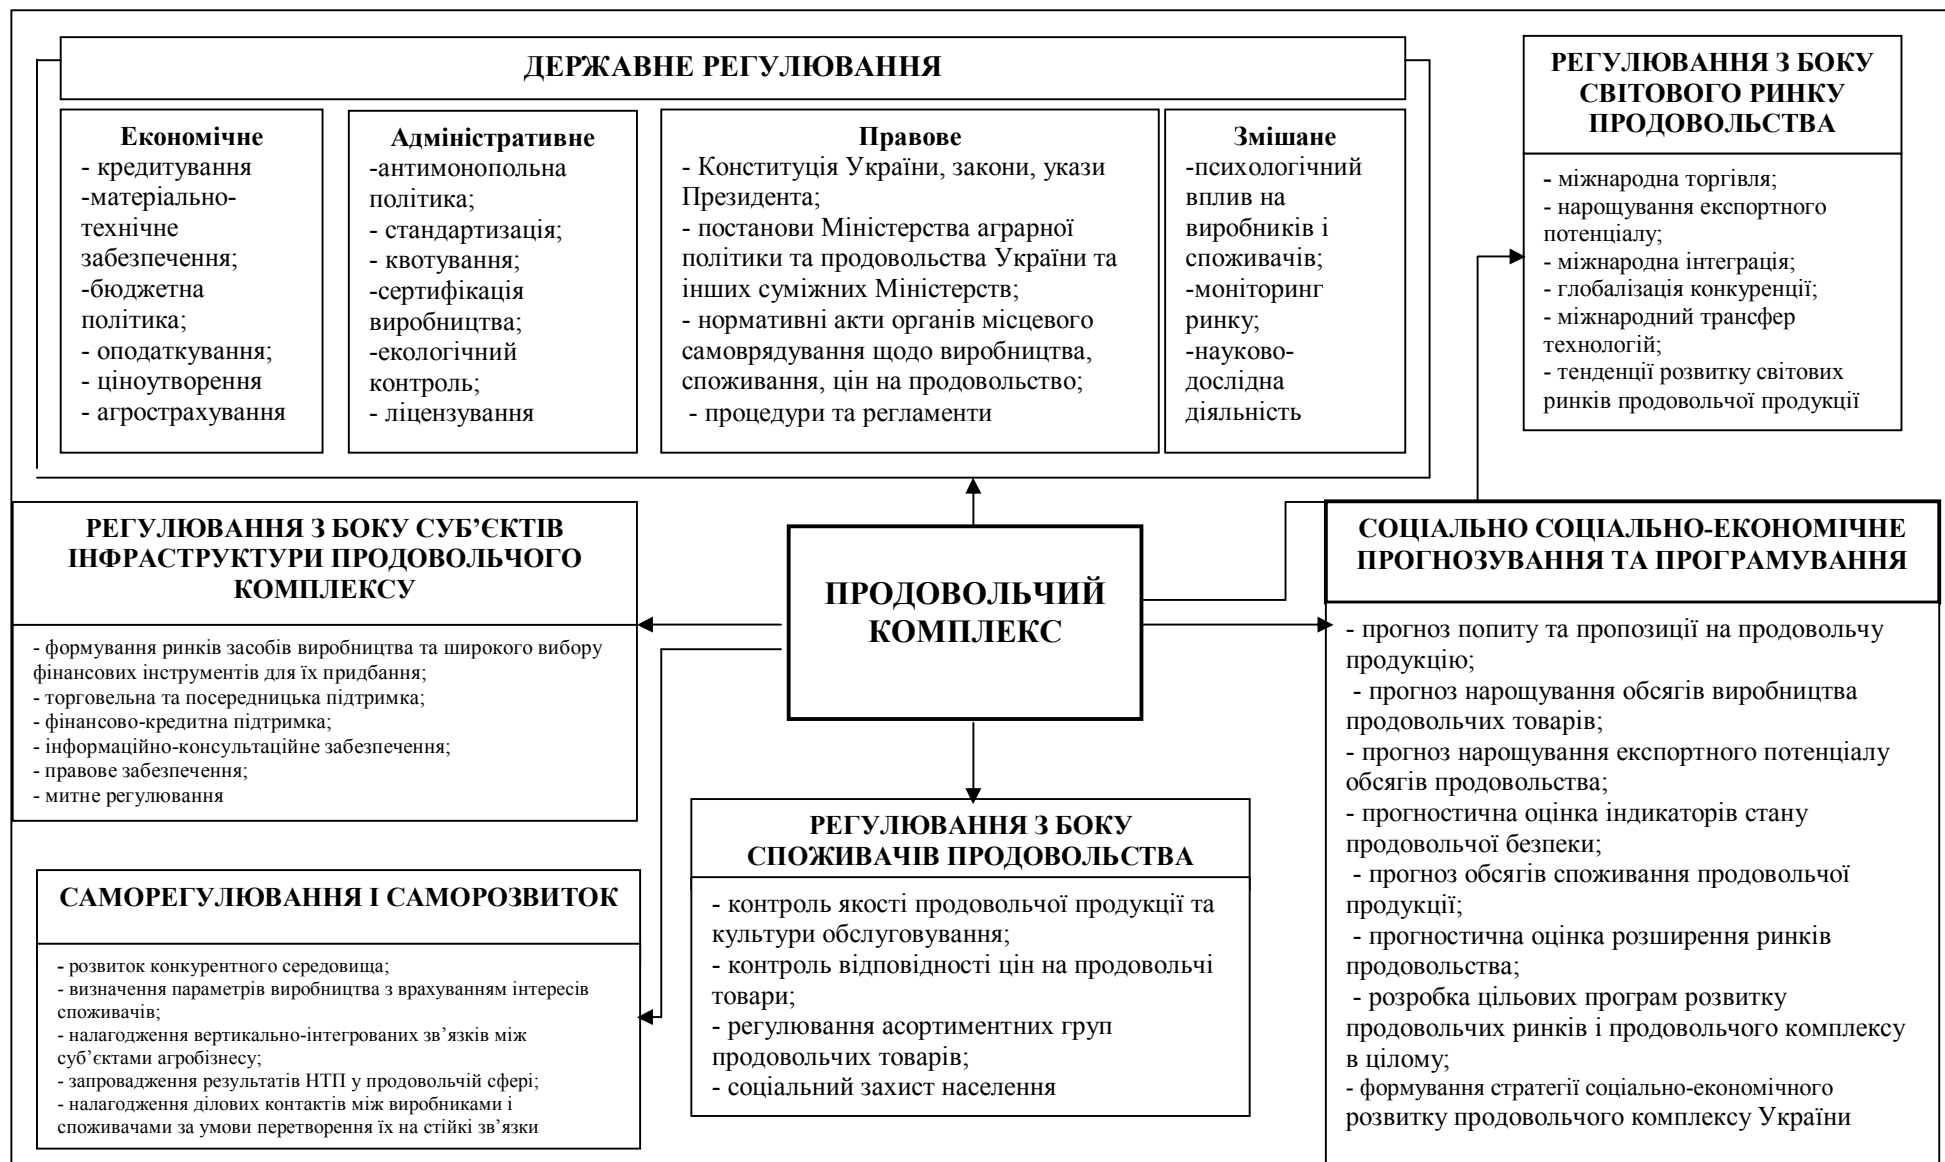 ДЕРЖАВНЕ РЕГУЛЮВАННЯ
Економічне
- кредитування
-матеріально-
технічне
забезпечення;
-бюджетна
політика;
- оподаткування;
- ціноутворення
- агрострахування
Адміністративне
-антимонопольна
політика;
- стандартизація;
- квотування;
-сертифікація
виробництва;
-екологічний
контроль;
- ліцензування
Правове
- Конституція України, закони, укази
Президента;
- постанови Міністерства аграрної
політики та продовольства України та
інших суміжних Міністерств;
- нормативні акти органів місцевого
самоврядування щодо виробництва,
споживання, цін на продовольство;
- процедури та регламенти
Змішане
-психологічний
вплив на
виробників і
споживачів;
-моніторинг
ринку;
-науково-
дослідна
діяльність
РЕГУЛЮВАННЯ З БОКУ
СВІТОВОГО РИНКУ
ПРОДОВОЛЬСТВА
- міжнародна торгівля;
- нарощування експортного
потенціалу;
- міжнародна інтеграція;
- глобалізація конкуренції;
- міжнародний трансфер
технологій;
- тенденції розвитку світових
ринків продовольчої продукції
РЕГУЛЮВАННЯ З БОКУ СУБ’ЄКТІВ
ІНФРАСТРУКТУРИ ПРОДОВОЛЬЧОГО
КОМПЛЕКСУ
- формування ринків засобів виробництва та широкого вибору
фінансових інструментів для їх придбання;
- торговельна та посередницька підтримка;
- фінансово-кредитна підтримка;
- інформаційно-консультаційне забезпечення;
- правове забезпечення;
- митне регулювання
ПРОДОВОЛЬЧИЙ
КОМПЛЕКС
СОЦІАЛЬНО СОЦІАЛЬНО-ЕКОНОМІЧНЕ
ПРОГНОЗУВАННЯ ТА ПРОГРАМУВАННЯ
- прогноз попиту та пропозиції на продовольчу
продукцію;
- прогноз нарощування обсягів виробництва
продовольчих товарів;
- прогноз нарощування експортного потенціалу
обсягів продовольства;
- прогностична оцінка індикаторів стану
продовольчої безпеки;
- прогноз обсягів споживання продовольчої
продукції;
- прогностична оцінка розширення ринків
продовольства;
- розробка цільових програм розвитку
продовольчих ринків і продовольчого комплексу
в цілому;
- формування стратегії соціально-економічного
розвитку продовольчого комплексу України
САМОРЕГУЛЮВАННЯ І САМОРОЗВИТОК
- розвиток конкурентного середовища;
- визначення параметрів виробництва з врахуванням інтересів
споживачів;
- налагодження вертикально-інтегрованих зв’язків між
суб’єктами агробізнесу;
- запровадження результатів НТП у продовольчій сфері;
- налагодження ділових контактів між виробниками і
споживачами за умови перетворення їх на стійкі зв’язки
РЕГУЛЮВАННЯ З БОКУ
СПОЖИВАЧІВ ПРОДОВОЛЬСТВА
- контроль якості продовольчої продукції та
культури обслуговування;
- контроль відповідності цін на продовольчі
товари;
- регулювання асортиментних груп
продовольчих товарів;
- соціальний захист населення